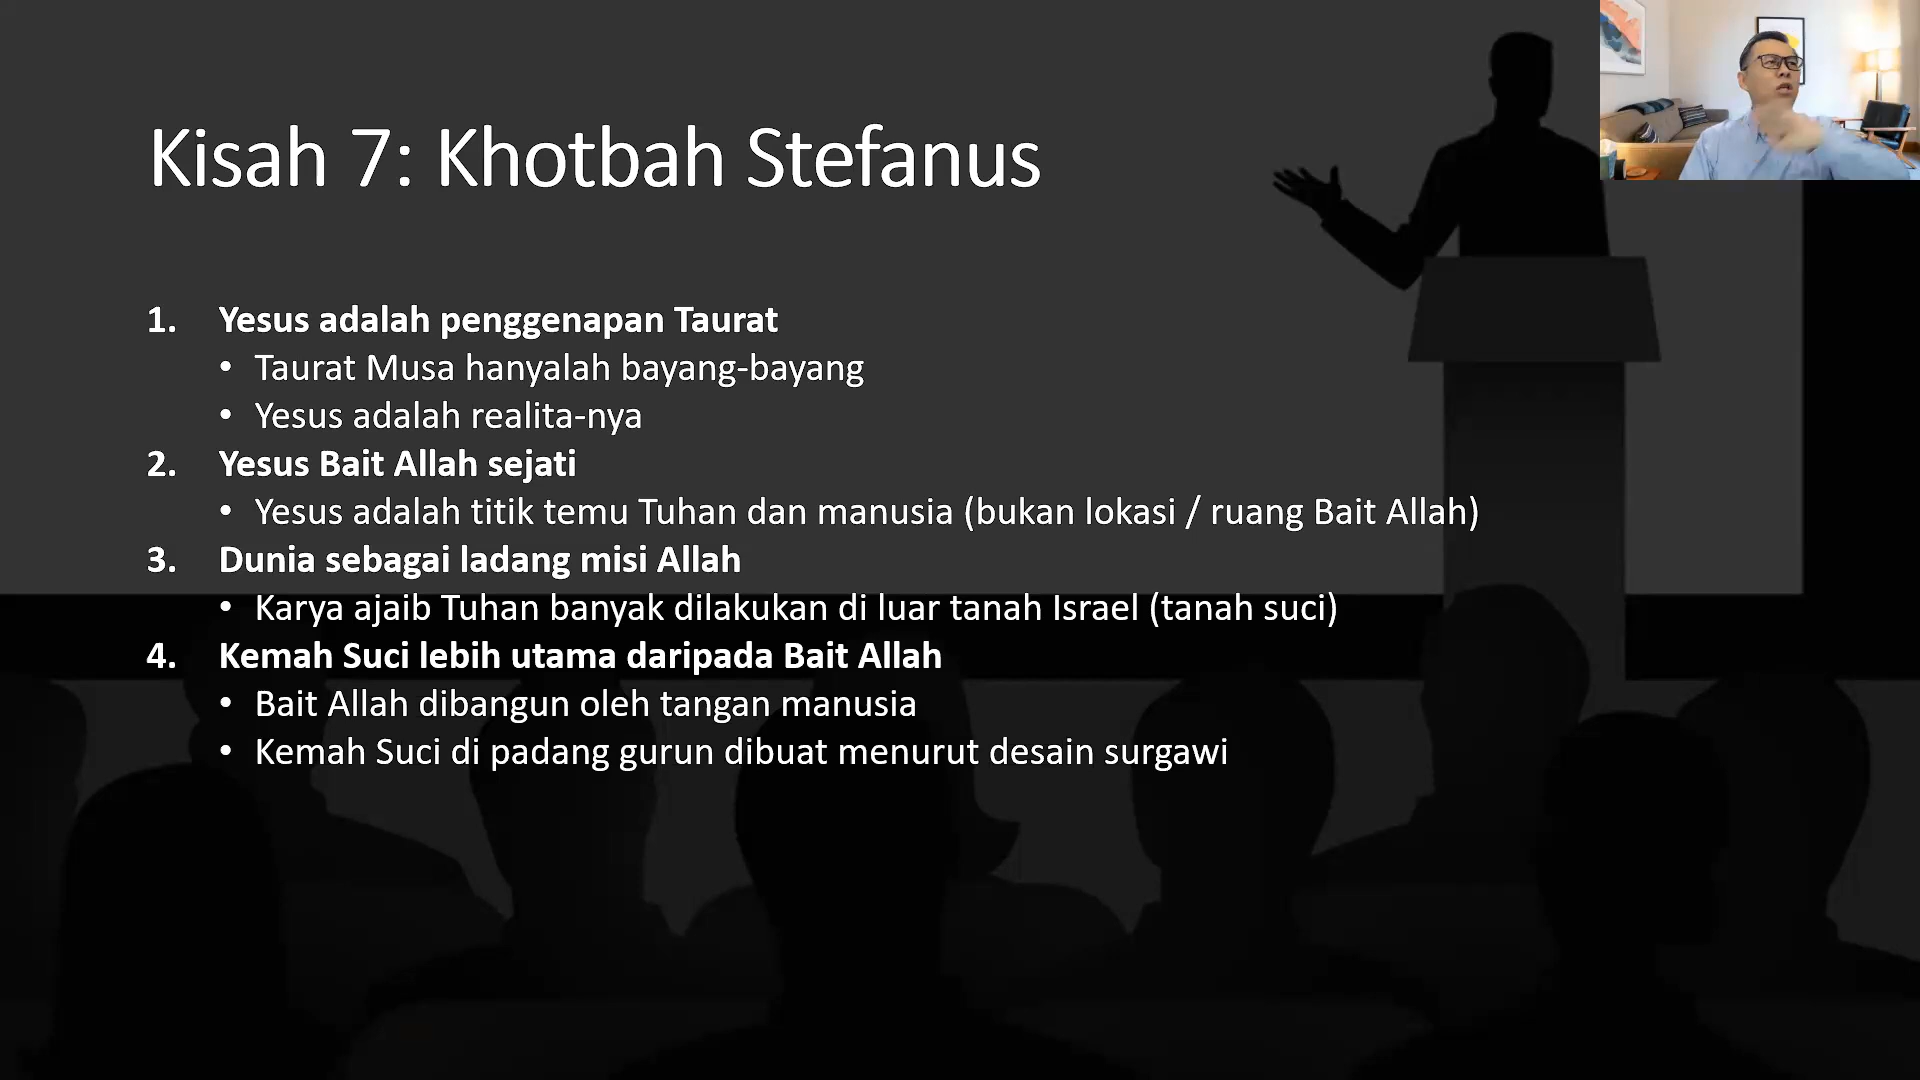 Kisah 7: Khotbah Stefanus
1. Yesus adalah penggenapan Taurat
• Taurat Musa hanyalah bayang-bayang
• Yesus adalah realita-nya
2. Yesus Bait Allah sejati
• Yesus adalah titik temu Tuhan dan manusia (bukan lokasi / ruang Bait Allah)
3. Dunia sebagai ladang misi Allah
• Karya ajaib Tuhan banyak dilakukan di luar tanah Israel (tanah suci)
4. Kemah Suci lebih utama daripada Bait Allah
• Bait Allah dibangun oleh tangan manusia
• Kemah Suci di padang gurun dibuat menurut desain surgawi